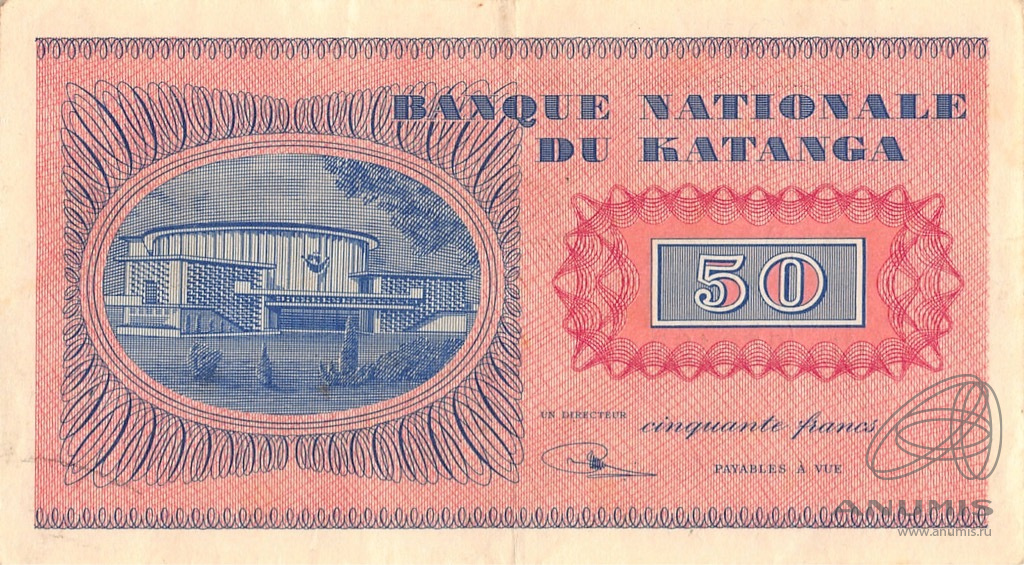 BANQUE NATIONALE
DU KATANGA
50
UN DIRECTEUR
cinquante francs
PAYABLES À VUE
ANUMIS
www.anumis.ru